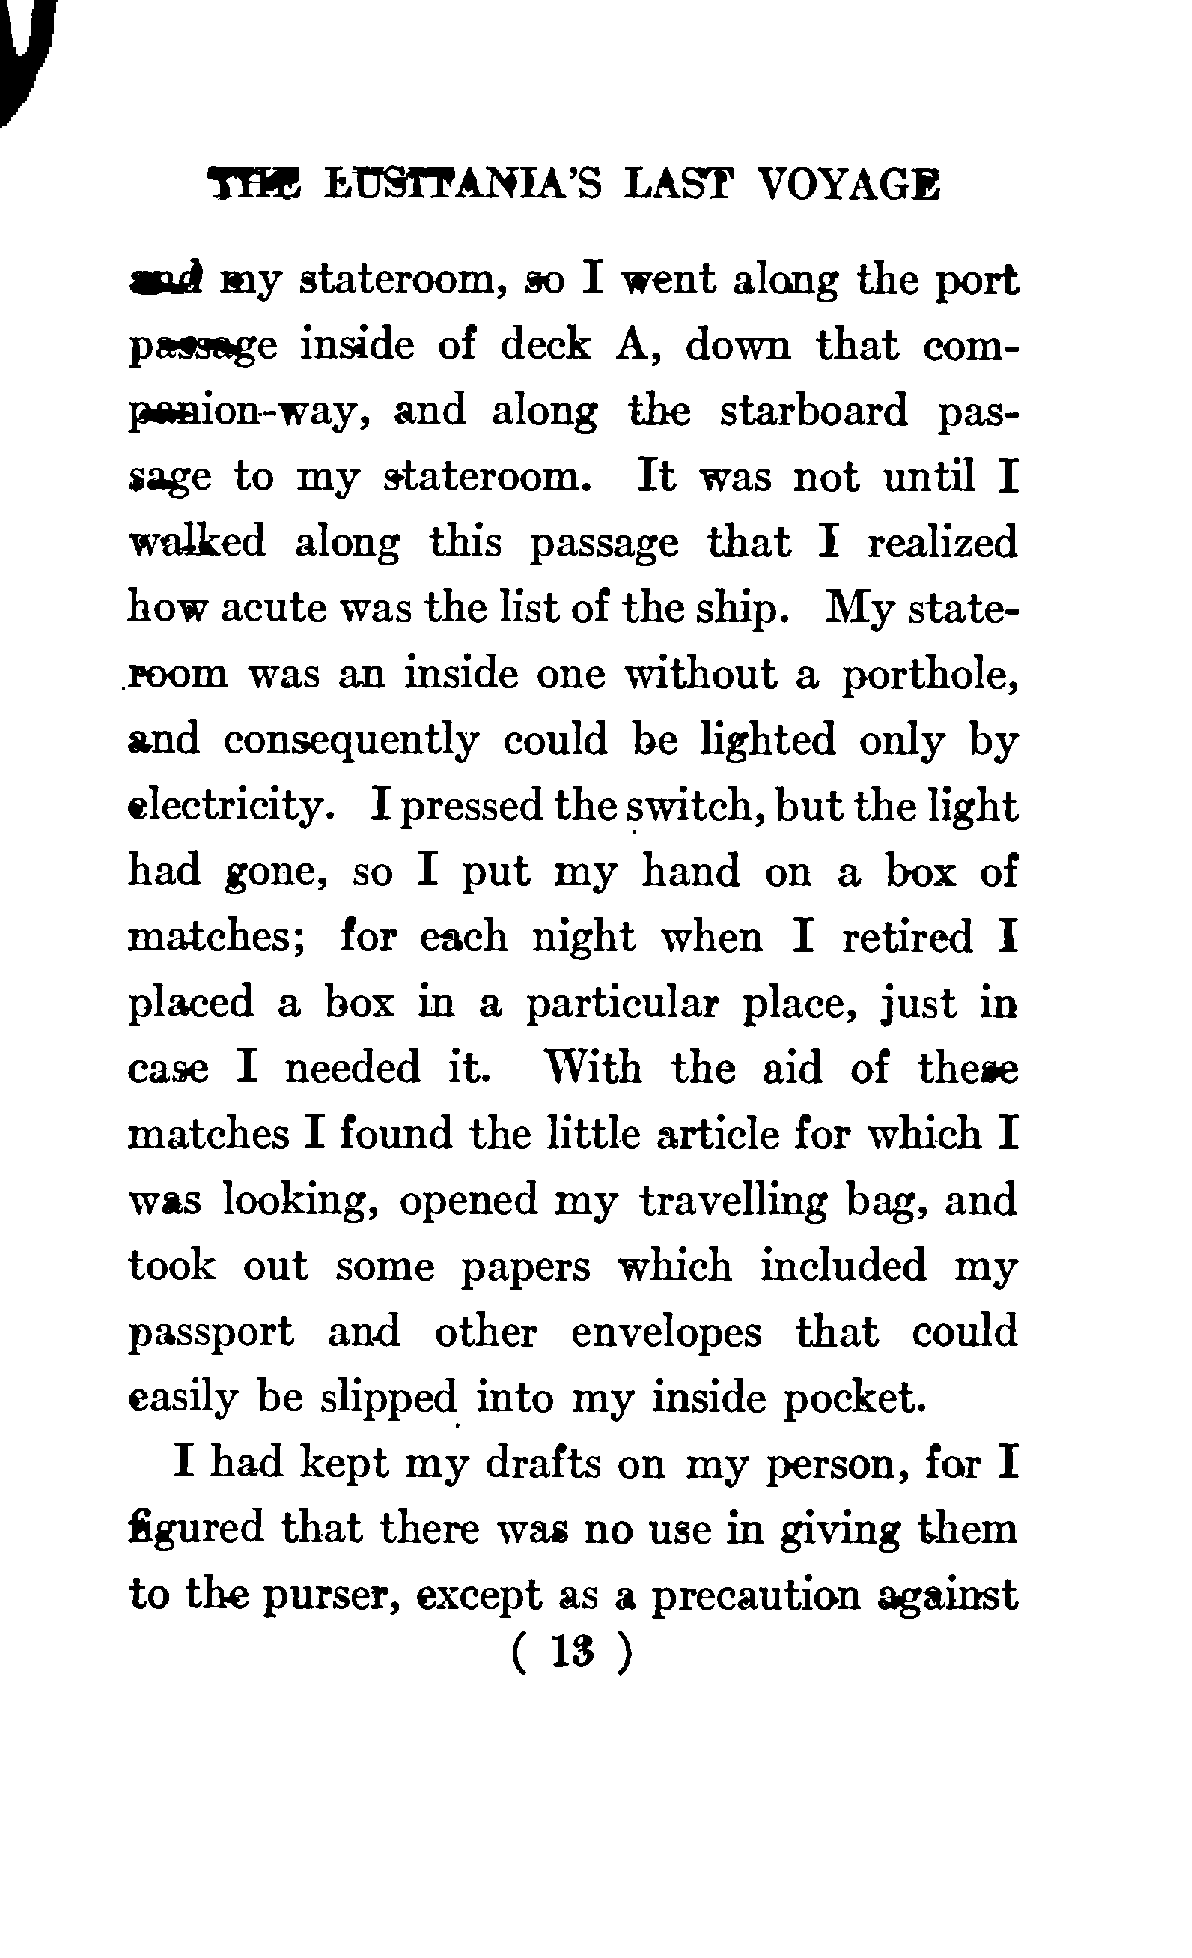 THE LUSITANIA'S LAST VOYAGE
and my stateroom, so I went along the port
passage inside of deck A, down that com-
panion-way, and along the starboard pas-
sage to my stateroom. It was not until I
walked along this passage that I realized
how acute was the list of the ship. My state-
room was an inside one without a porthole,
and consequently could be lighted only by
electricity. I pressed the switch, but the light
had gone, so I put my hand on a box of
matches; for each night when I retired I
placed a box in a particular place, just in
case I needed it. With the aid of these
matches I found the little article for which I
was looking, opened my travelling bag, and
took out some papers which included my
passport and other envelopes that could
easily be slipped into my inside pocket.
I had kept my drafts on my person, for I
figured that there was no use in giving them
to the purser, except as a precaution against
( 13 )